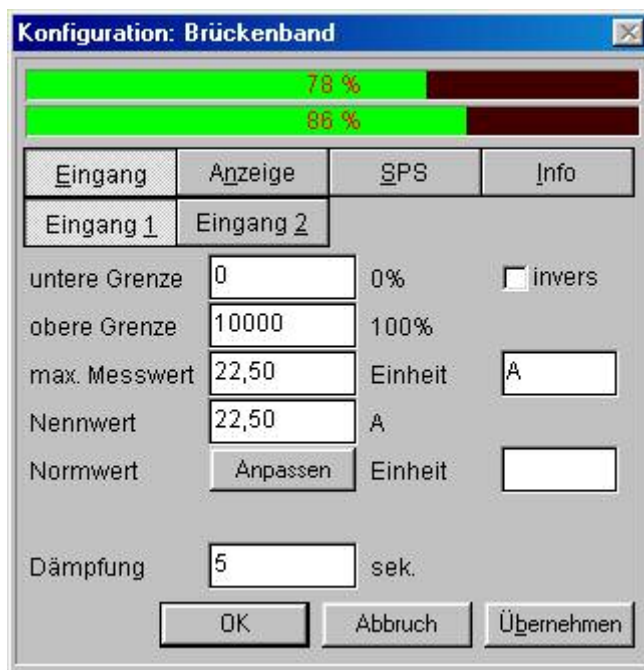 Konfiguration: Brückenband
78 %
86 %
Eingang Anzeige SPS Info
Eingang 1 Eingang 2
untere Grenze 0 0% invers
obere Grenze 10000 100%
max. Messwert 22,50 Einheit A
Nennwert 22,50 A
Normwert Anpassen Einheit
Dämpfung 5 sek.
OK Abbruch Übernehmen